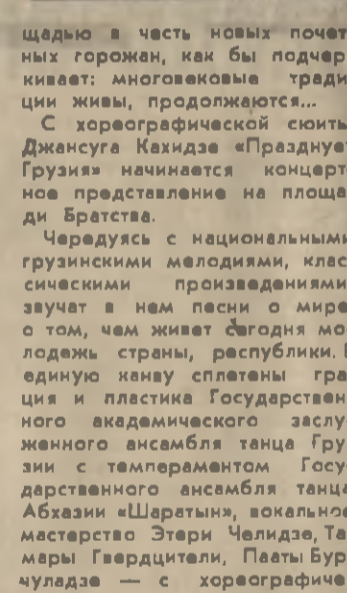 щадью в честь новых почет
ных горожан, как бы подчер
кивает: многовековые тради
ции живы, продолжаются...
С хореографической сюиты
Джансуга Кахидзе «Празднует
Грузия» начинается концерт
ное представление на площа
ди Братства.
Чередуясь с национальными
грузинскими мелодиями, клас
сическими произведениями,
звучат в нем песни о мире,
о том, чем живет сегодня мо
лодежь страны, республики. В
единую канву сплетены гра
ция и пластика Государствен
ного академического заслу
женного ансамбля танца Гру
зии с темпераментом Госу
дарственного ансамбля танца
Абхазии «Шаратын», вокальное
мастерство Этери Челидзе, Та
мары Гвердцители, Пааты Бур
чуладзе — с хореографиче